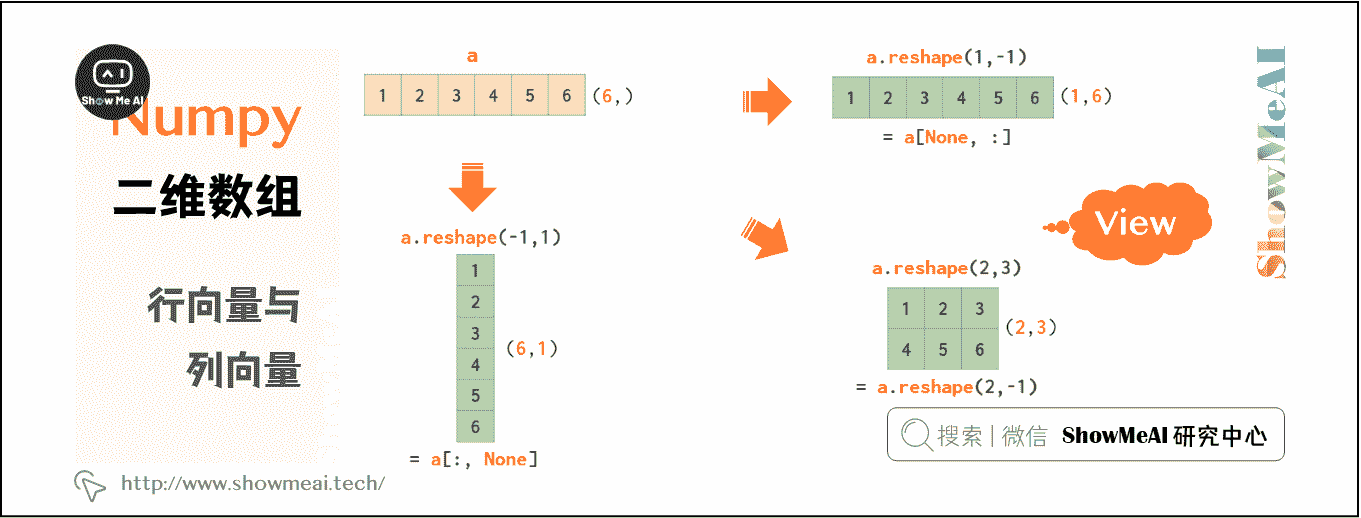 Show Me AI
Numpy
二维数组
行向量与
列向量
http://www.showmeai.tech/
a
1 2 3 4 5 6 (6,)
a.reshape(-1,1)
1
2
3
4
5
6
(6,1)
= a[:, None]
a.reshape(1,-1)
1 2 3 4 5 6 (1,6)
= a[None, :]
View
a.reshape(2,3)
1 2 3
4 5 6
(2,3)
= a.reshape(2,-1)
搜索 | 微信 ShowMeAI 研究中心
ShowMeAI